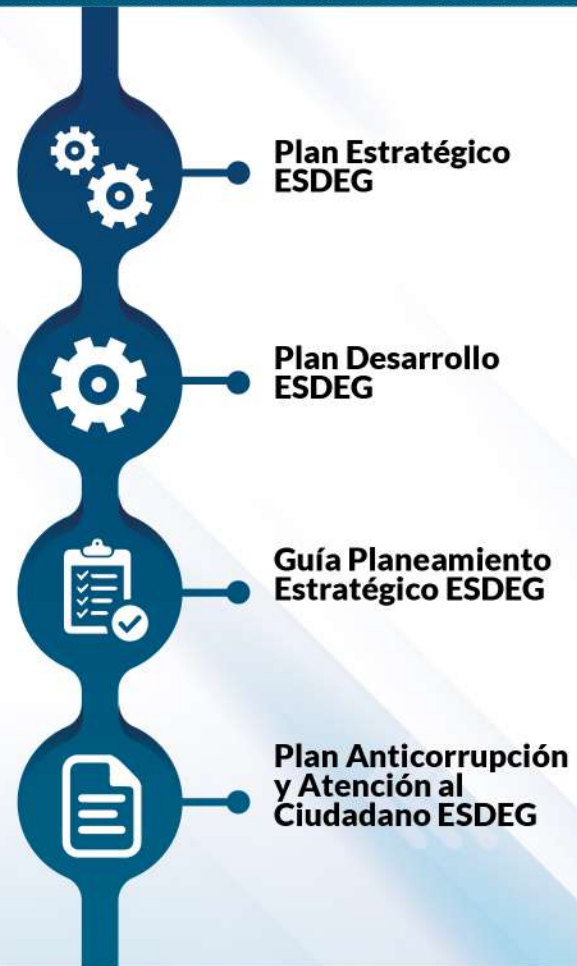 Plan Estratégico
ESDEG
Plan Desarrollo
ESDEG
Guía Planeamiento
Estratégico ESDEG
Plan Anticorrupción
y Atención al
Ciudadano ESDEG